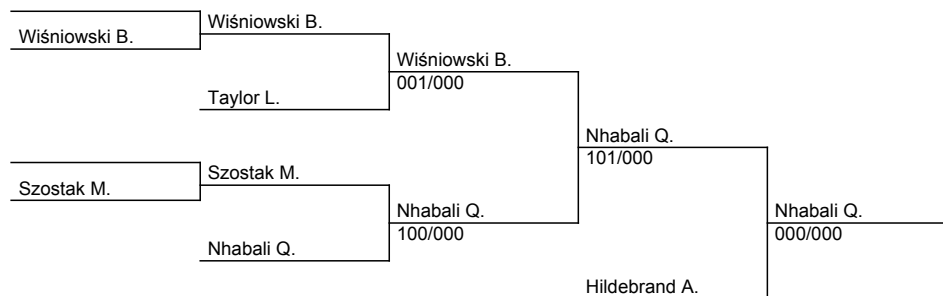 Wiśniowski B.
Wiśniowski B.
Wiśniowski B.
001/000
Taylor L.
Nhabali Q.
101/000
Szostak M.
Szostak M.
Nhabali Q.
100/000
Nhabali Q.
000/000
Nhabali Q.
Hildebrand A.